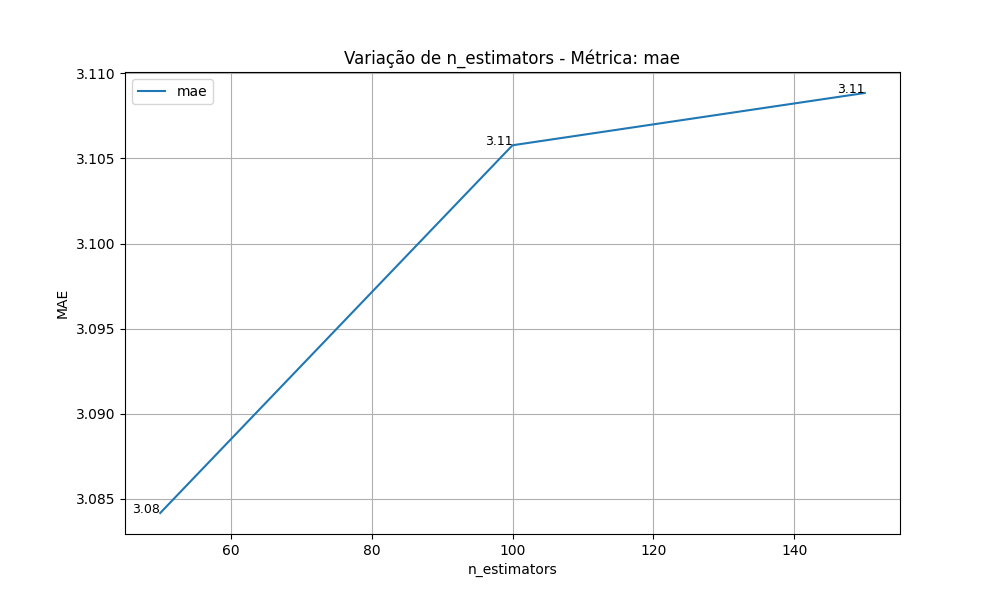 Variação de n_estimators - Métrica: mae
mae
3.110
3.105
3.100
3.095
3.090
3.085
MAE
3.08
3.11
3.11
60 80 100 120 140
n_estimators